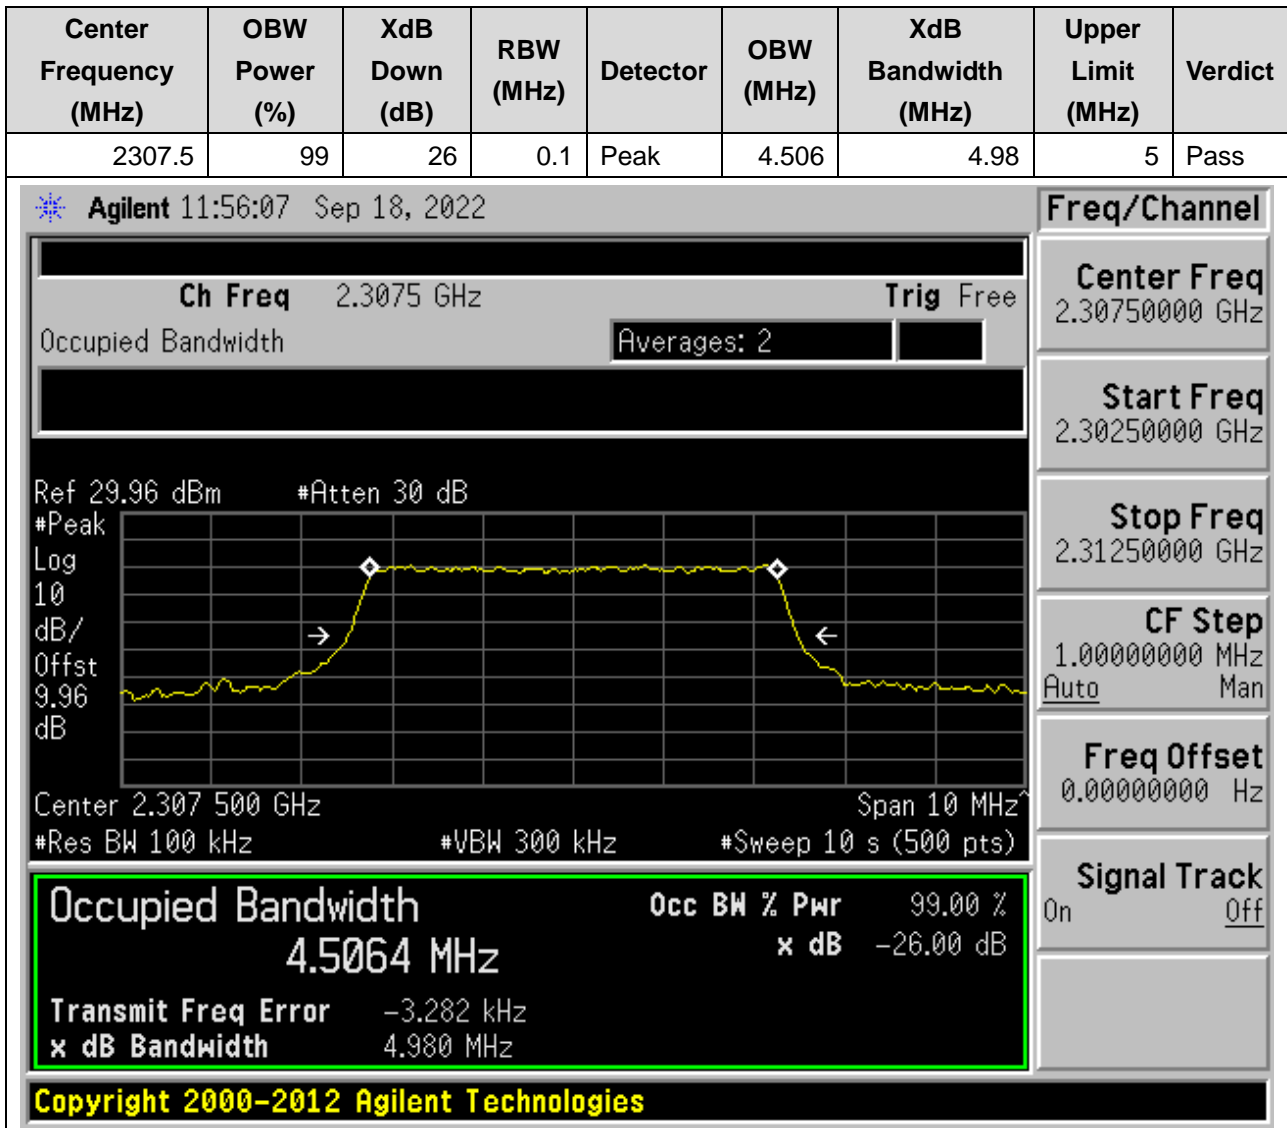 Center Frequency (MHz) OBW Power (%) XdB Down (dB) RBW (MHz) Detector OBW (MHz) XdB Bandwidth (MHz) Upper Limit (MHz) Verdict
2307.5 99 26 0.1 Peak 4.506 4.98 5 Pass
Agilent 11:56:07 Sep 18, 2022
Freq/Channel
Ch Freq 2.3075 GHz Trig Free
Occupied Bandwidth Averages: 2
Ref 29.96 dBm #Atten 30 dB
#Peak
Log
10
dB/
Offst
9.96
dB
Center 2.307 500 GHz Span 10 MHz^
#Res BW 100 kHz #VBW 300 kHz #Sweep 10 s (500 pts)
Occupied Bandwidth Occ BW % Pwr 99.00 %
4.5064 MHz x dB -26.00 dB
Transmit Freq Error -3.282 kHz
x dB Bandwidth 4.980 MHz
Center Freq
2.30750000 GHz
Start Freq
2.30250000 GHz
Stop Freq
2.31250000 GHz
CF Step
1.00000000 MHz
Auto Man
Freq Offset
0.00000000 Hz
Signal Track
On Off
Copyright 2000-2012 Agilent Technologies